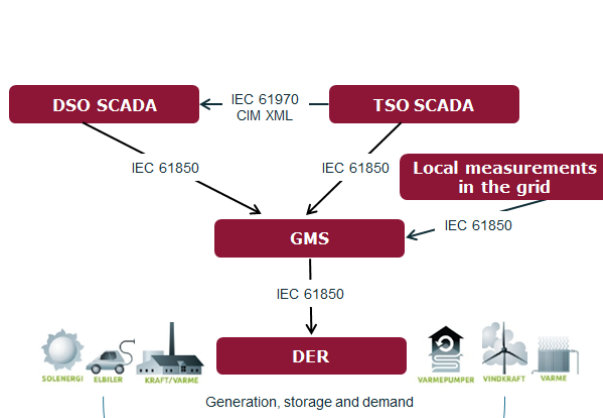 DSO SCADA
IEC 61970
CIM XML
TSO SCADA
IEC 61850
IEC 61850
Local measurements
in the grid
GMS
IEC 61850
IEC 61850
DER
SOLENERGI
ELBILER
KRAFT/VARME
VARMEPUMPER
VINDKRAFT
VARME
Generation, storage and demand